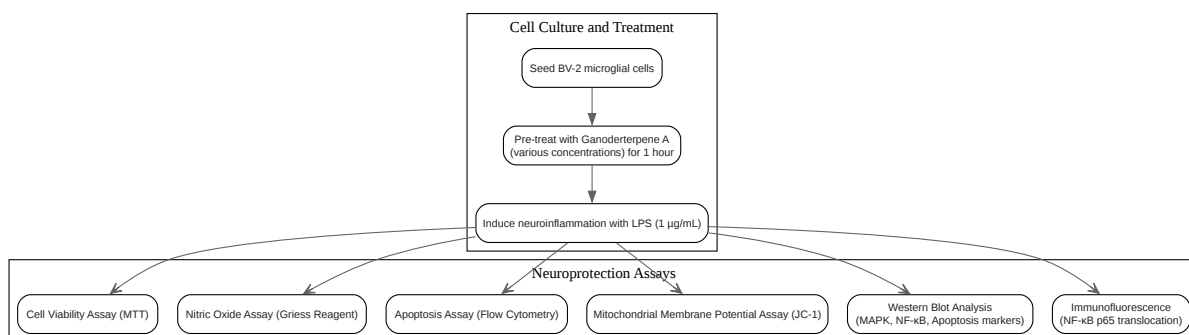 Cell Culture and Treatment
Seed BV-2 microglial cells
Pre-treat with Ganoderterpene A
(various concentrations) for 1 hour
Induce neuroinflammation with LPS (1 µg/mL)
Neuroprotection Assays
Cell Viability Assay (MTT)
Nitric Oxide Assay (Griess Reagent)
Apoptosis Assay (Flow Cytometry)
Mitochondrial Membrane Potential Assay (JC-1)
Western Blot Analysis
(MAPK, NF-κB, Apoptosis markers)
Immunofluorescence
(NF-κB p65 translocation)